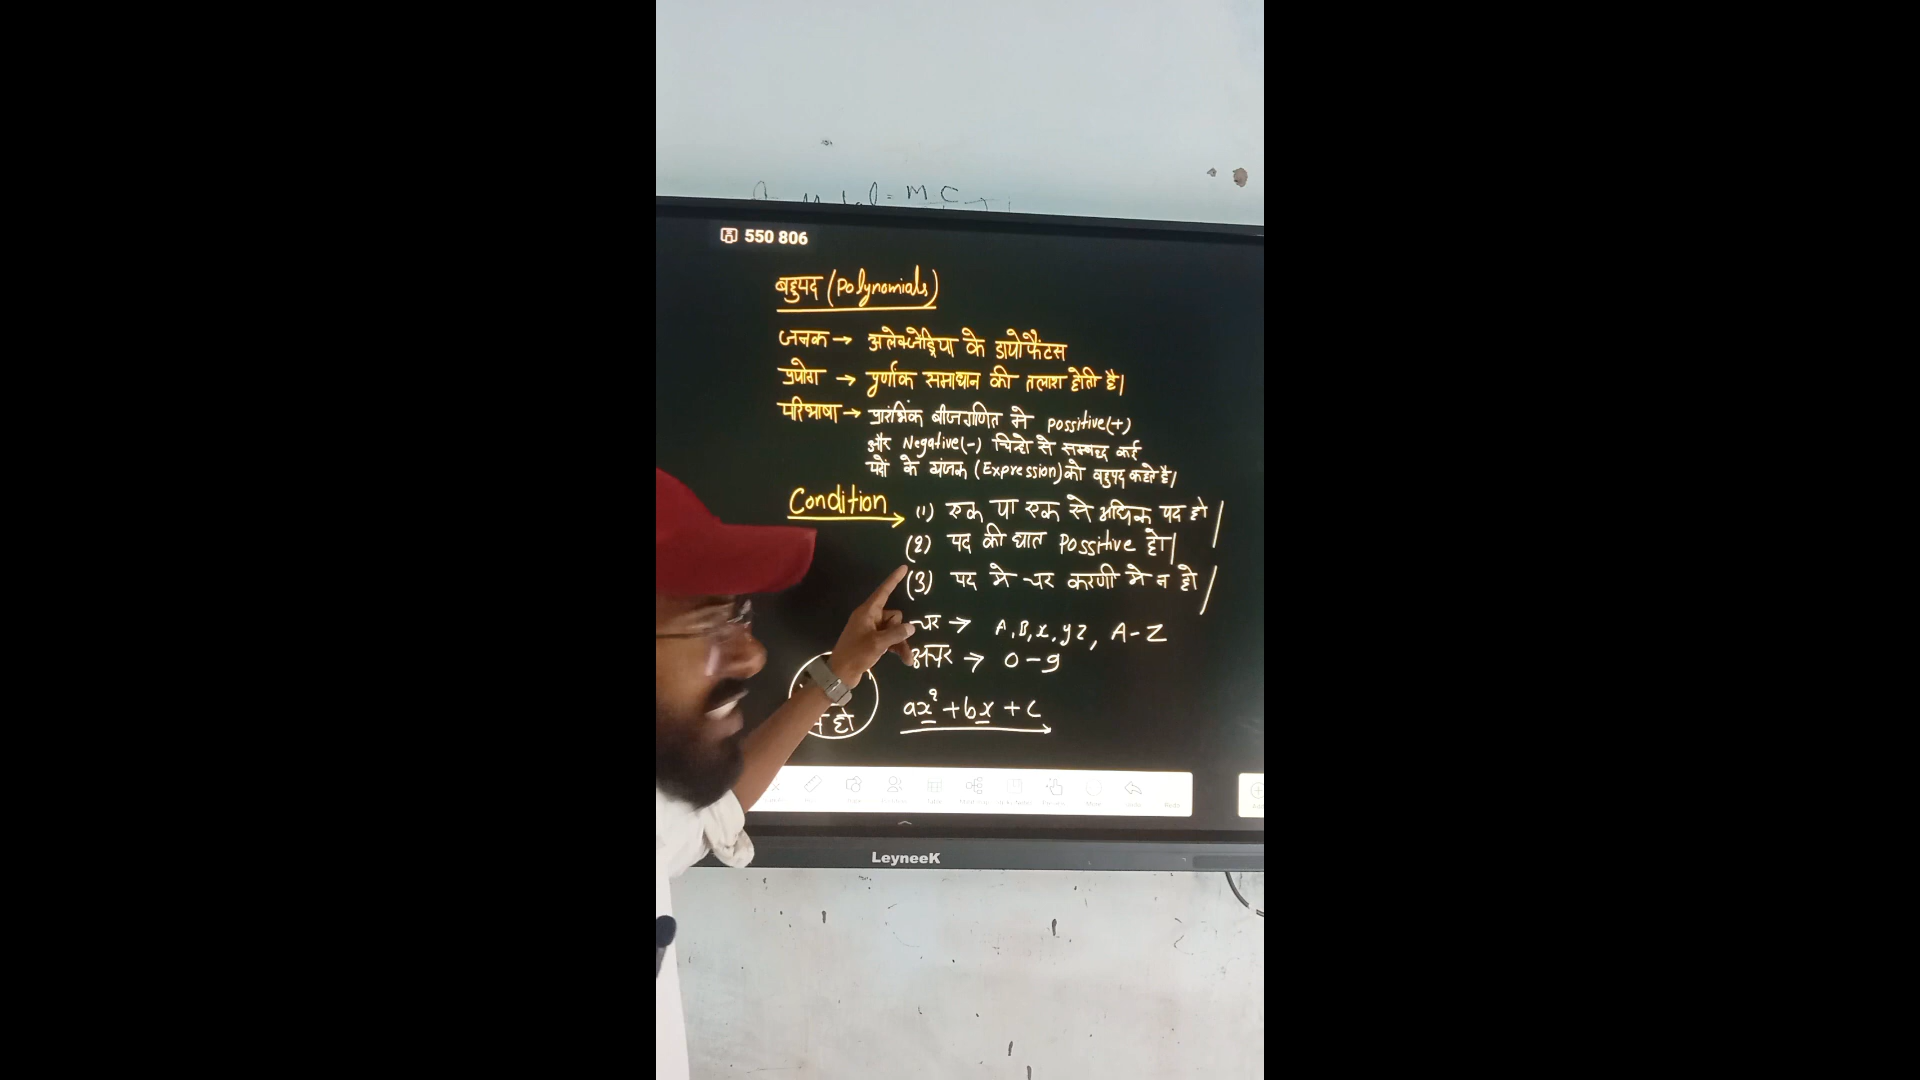 550 806
बहुपद (Polynomials)
जनक → अलेक्जेंड्रिया के डायोफैंटस
प्रयोग → पूर्णांक समाधान की तलाश होती है।
परिभाषा → प्रारंभिक बीजगणित मे possitive(+)
और Negative(-) चिन्हो से सम्बद्ध कई
पदों के व्यंजक (Expression) को बहुपद कहते है।
Condition → (1) एक या एक से अधिक पद हो।
(2) पद की घात Possitive हो।
(3) पद मे चर करणी मे न हो।
चर → A, B, x, y z, A-Z
अचर → 0-9
न हो
ax²+bx+c
LeyneeK